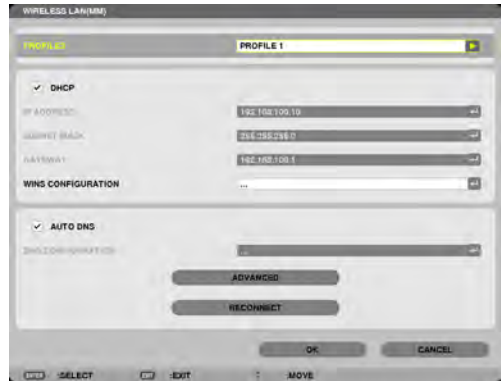 WIRELESS LAN(MM)
PROFILES PROFILE 1
✓ DHCP
IP ADDRESS 192.168.100.10
SUBNET MASK 255.255.255.0
GATEWAY 192.168.100.1
WINS CONFIGURATION ...
✓ AUTO DNS
DNS CONFIGURATION ...
ADVANCED
RECONNECT
OK CANCEL
ENTER :SELECT EXIT :EXIT : :MOVE